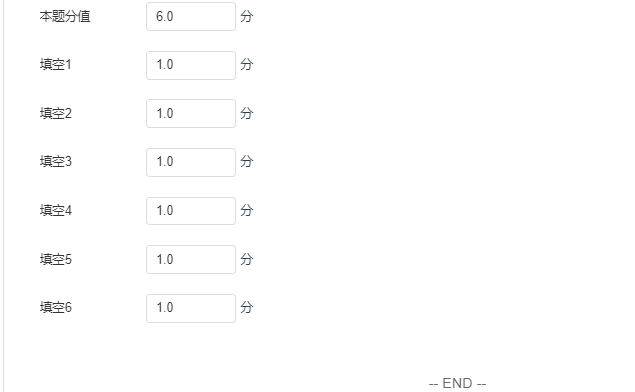 本题分值 6.0 分
填空1 1.0 分
填空2 1.0 分
填空3 1.0 分
填空4 1.0 分
填空5 1.0 分
填空6 1.0 分
-- END --